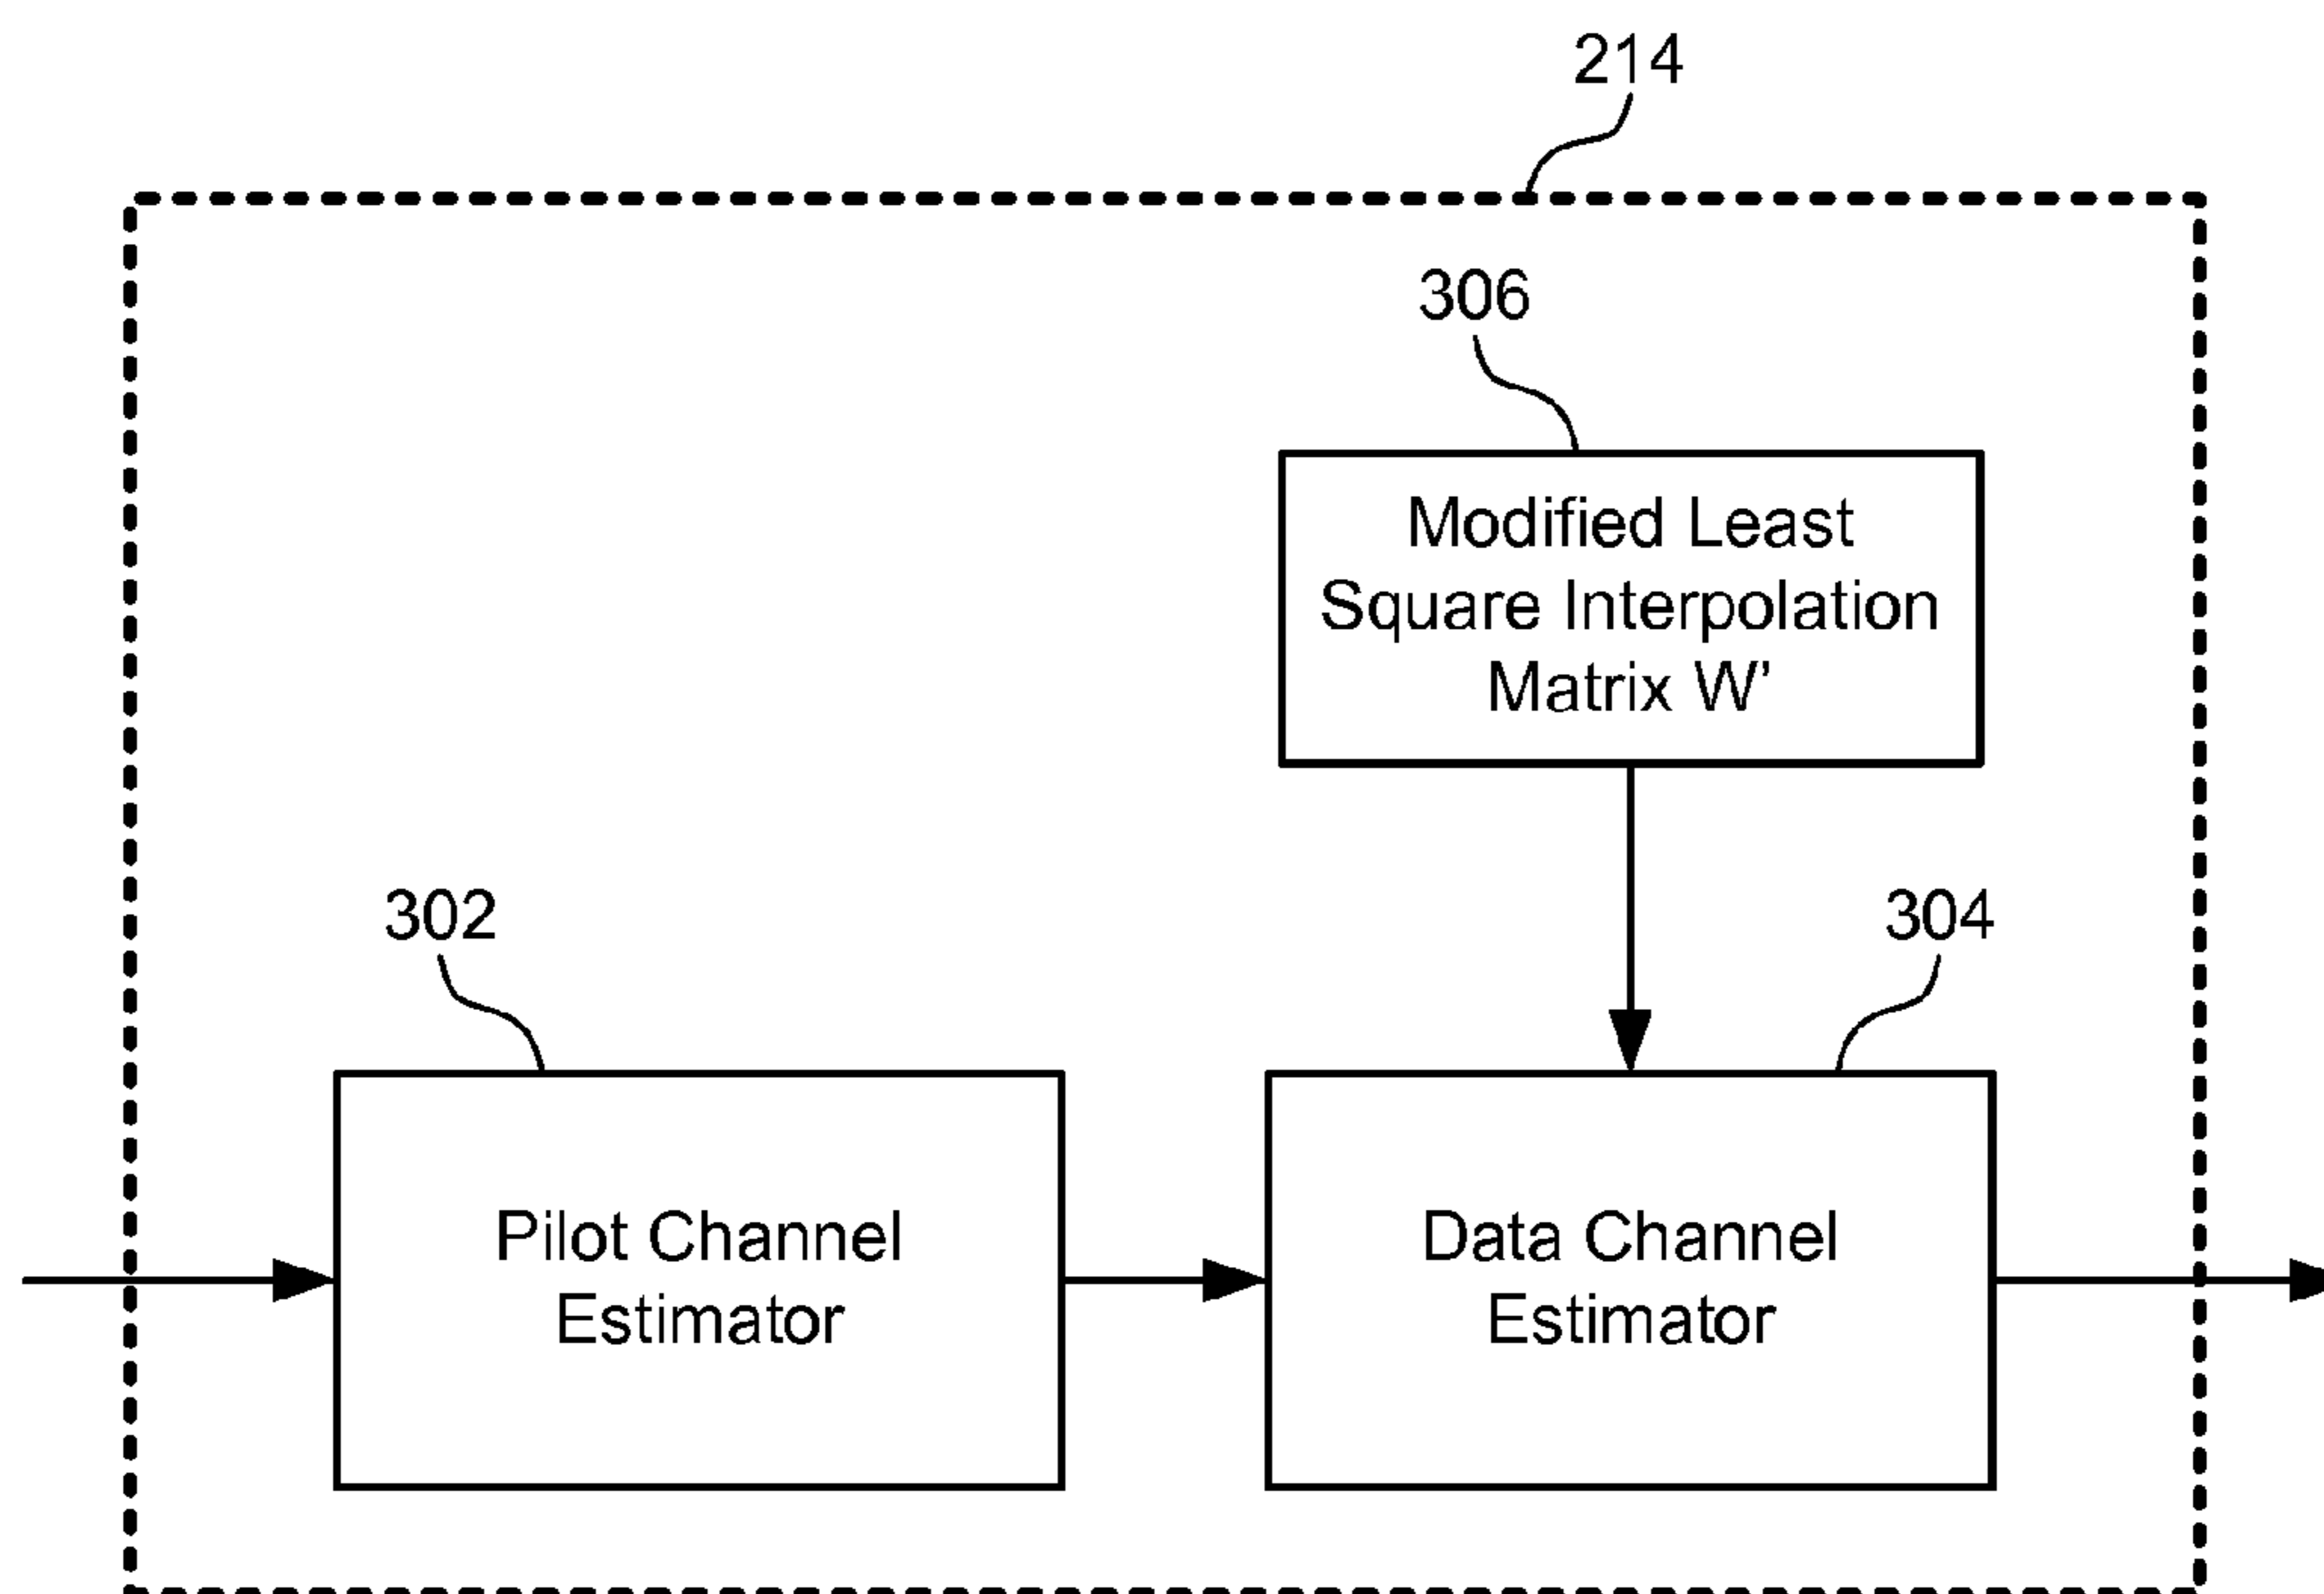 214
306
Modified Least
Square Interpolation
Matrix W'
302
304
Pilot Channel
Estimator
Data Channel
Estimator